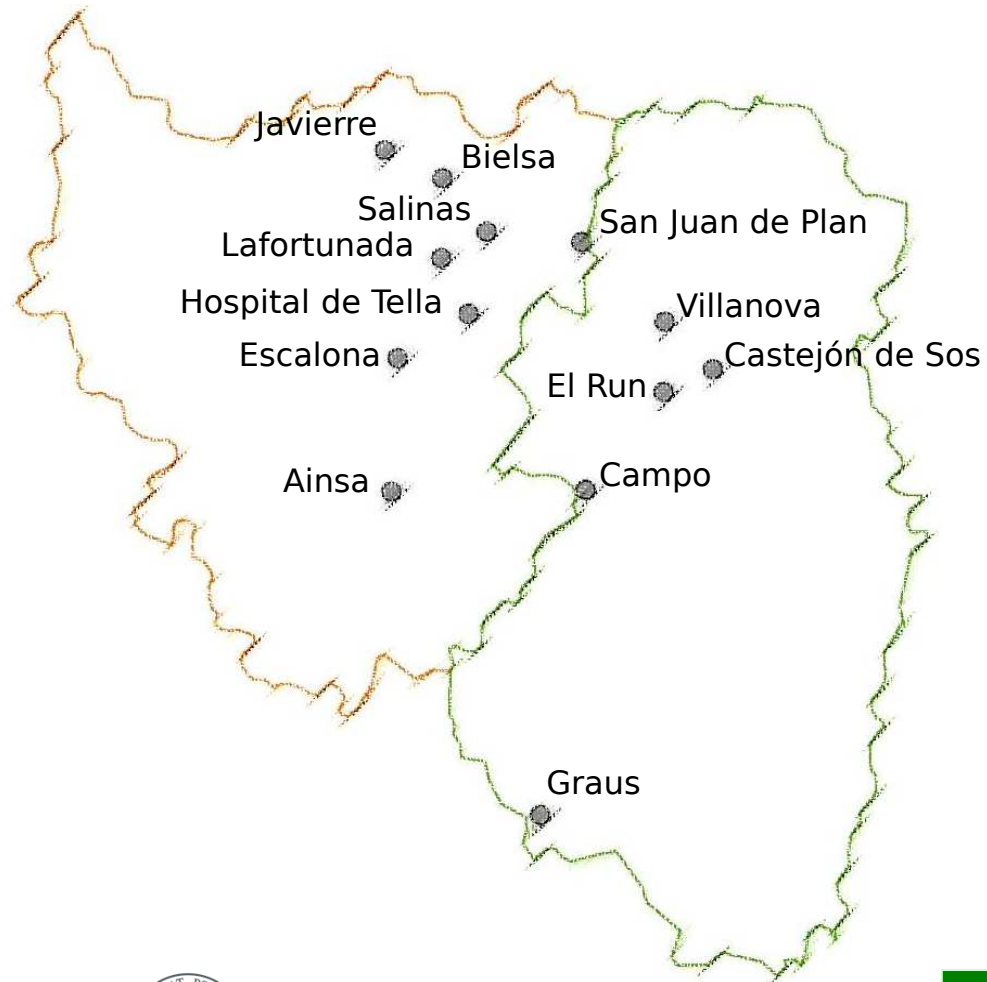 Javierre
Bielsa
Salinas
San Juan de Plan
Lafortunada
Hospital de Tella
Villanova
Escalona
Castejón de Sos
El Run
Ainsa
Campo
Graus